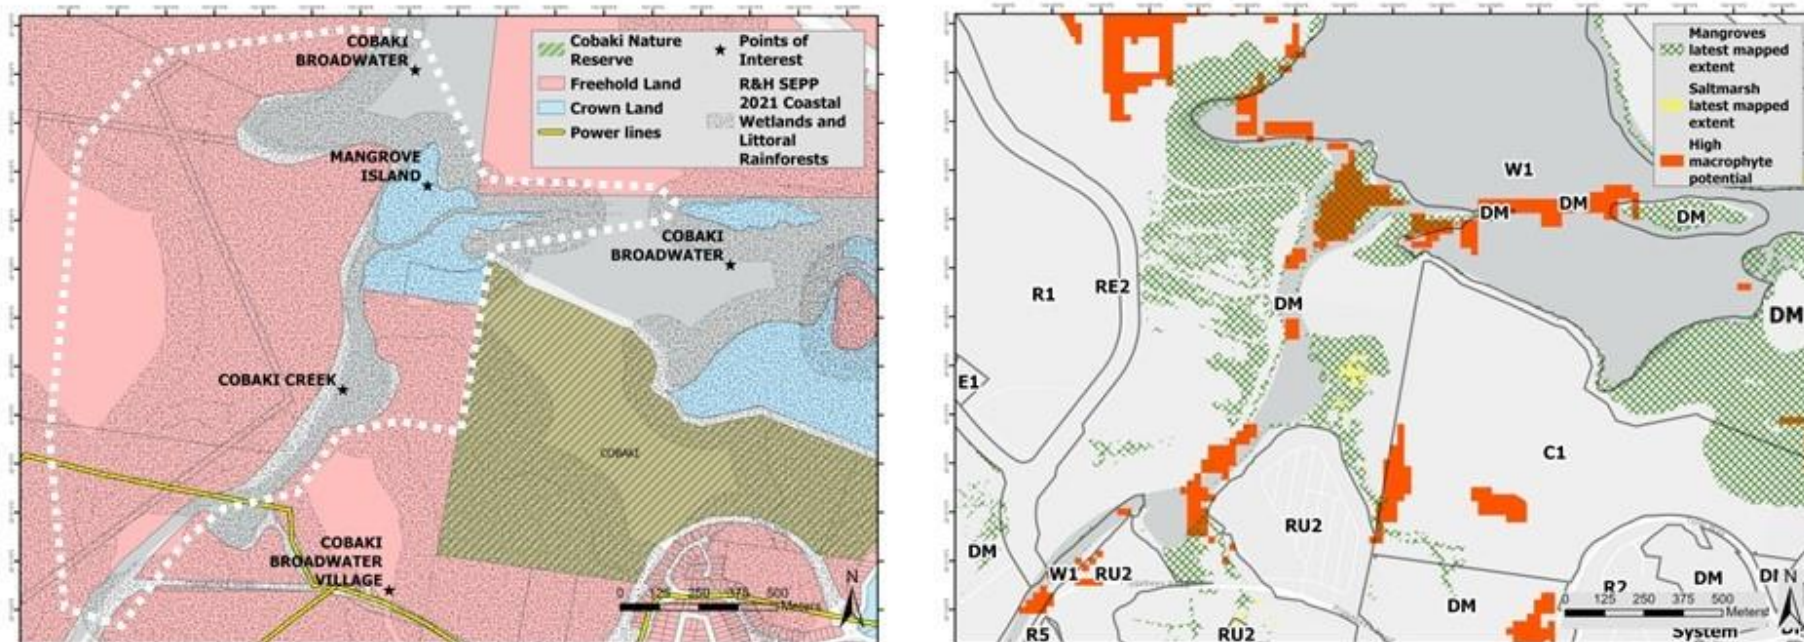 COBAKI
BROADWATER
MANGROVE
ISLAND
COBAKI
BROADWATER
COBAKI CREEK
COBAKI
COBAKI
BROADWATER
VILLAGE
Cobaki Nature
Reserve
Freehold Land
Crown Land
Power lines
Points of
Interest
R&H SEPP
2021 Coastal
Wetlands and
Littoral
Rainforests
N
0 125 250 375 500
Meters
Mangroves
latest mapped
extent
Saltmarsh
latest mapped
extent
High
macrophyte
potential
W1
DM
DM
DM
R1
RE2
DM
DM
E1
C1
RU2
DM
W1
RU2
R5
RU2
DM
R2
DM
N
0 125 250 375 500
Meters
System